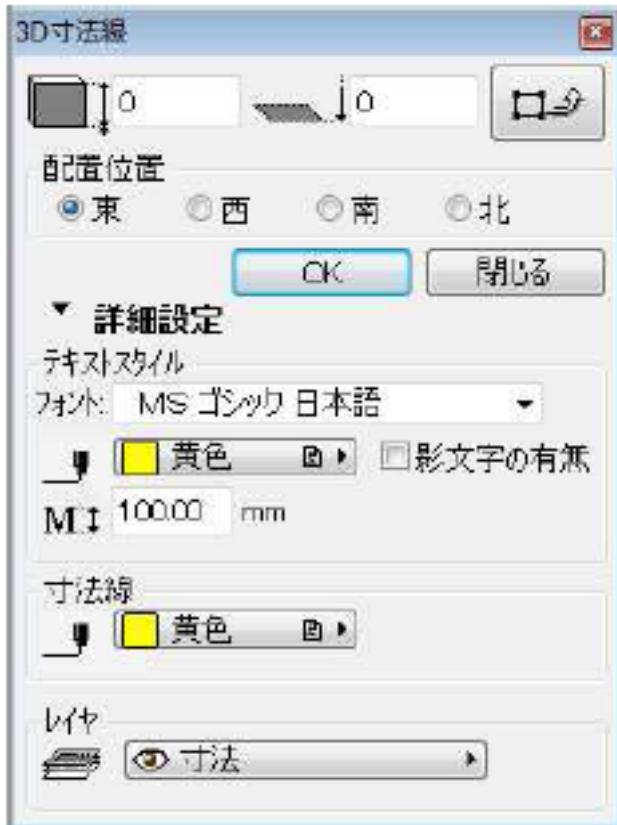 3D寸法線
0 0
配置位置
東 西 南 北
OK 閉じる
詳細設定
テキストスタイル
フォント: MS ゴシック 日本語
黄色 影文字の有無
M 100.00 mm
寸法線
黄色
レイヤ
寸法